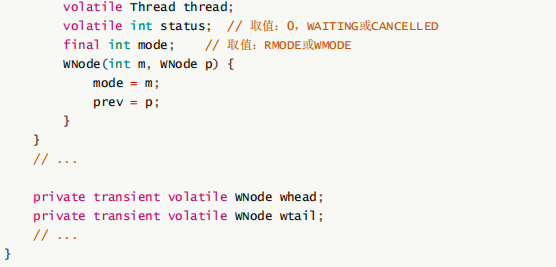 volatile Thread thread;
volatile int status;  // 取值：0，WAITING或CANCELLED
final int mode;    // 取值：RMODE或WMODE
WNode(int m, WNode p) {
mode = m;
prev = p;
}
}
// ...
private transient volatile WNode whead;
private transient volatile WNode wtail;
// ...
}